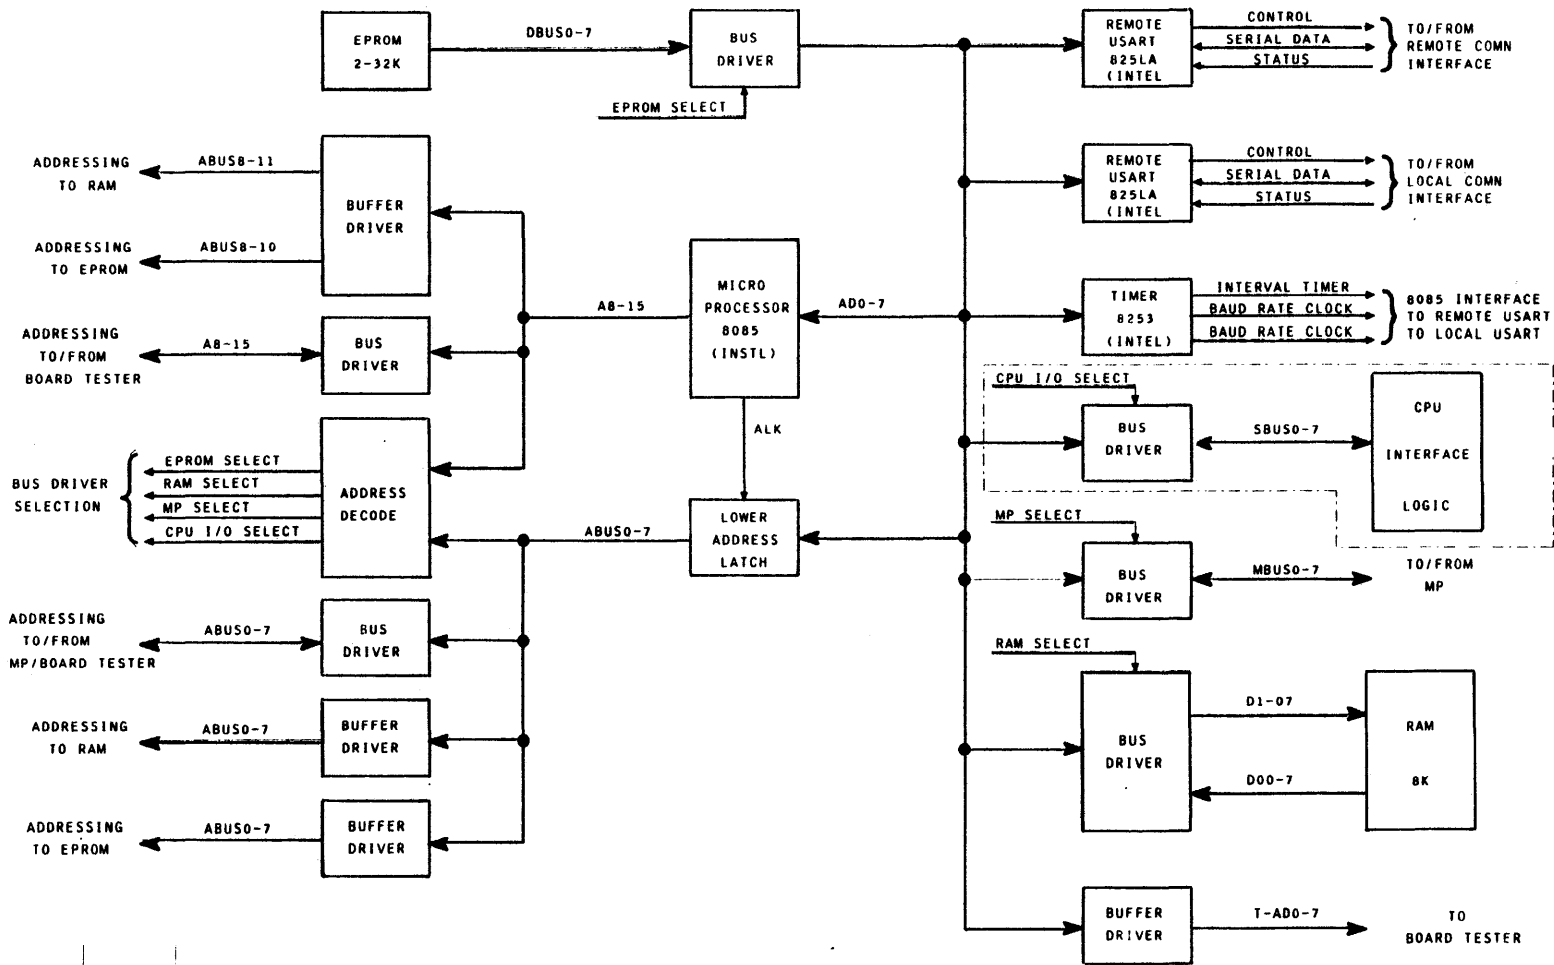 EPROM
2-32K
DBUS0-7
BUS
DRIVER
EPROM SELECT
REMOTE
USART
825LA
(INTEL
CONTROL
SERIAL DATA
STATUS
TO/FROM
REMOTE COMN
INTERFACE
ADDRESSING
TO RAM
ABUS8-11
BUFFER
DRIVER
ADDRESSING
TO EPROM
ABUS8-10
REMOTE
USART
825LA
(INTEL
CONTROL
SERIAL DATA
STATUS
TO/FROM
LOCAL COMN
INTERFACE
ADDRESSING
TO/FROM
BOARD TESTER
A8-15
BUS
DRIVER
A8-15
MICRO
PROCESSOR
8085
(INSTL)
AD0-7
TIMER
8253
(INTEL)
INTERVAL TIMER
BAUD RATE CLOCK
BAUD RATE CLOCK
8085 INTERFACE
TO REMOTE USART
TO LOCAL USART
BUS DRIVER
SELECTION
EPROM SELECT
RAM SELECT
MP SELECT
CPU I/O SELECT
ADDRESS
DECODE
ALK
CPU I/O SELECT
BUS
DRIVER
SBUS0-7
CPU
INTERFACE
LOGIC
ABUS0-7
LOWER
ADDRESS
LATCH
MP SELECT
BUS
DRIVER
MBUS0-7
TO/FROM
MP
ADDRESSING
TO/FROM
MP/BOARD TESTER
ABUS0-7
BUS
DRIVER
RAM SELECT
BUS
DRIVER
D1-07
D00-7
RAM
8K
ADDRESSING
TO RAM
ABUS0-7
BUFFER
DRIVER
ADDRESSING
TO EPROM
ABUS0-7
BUFFER
DRIVER
BUFFER
DRIVER
T-AD0-7
TO
BOARD TESTER